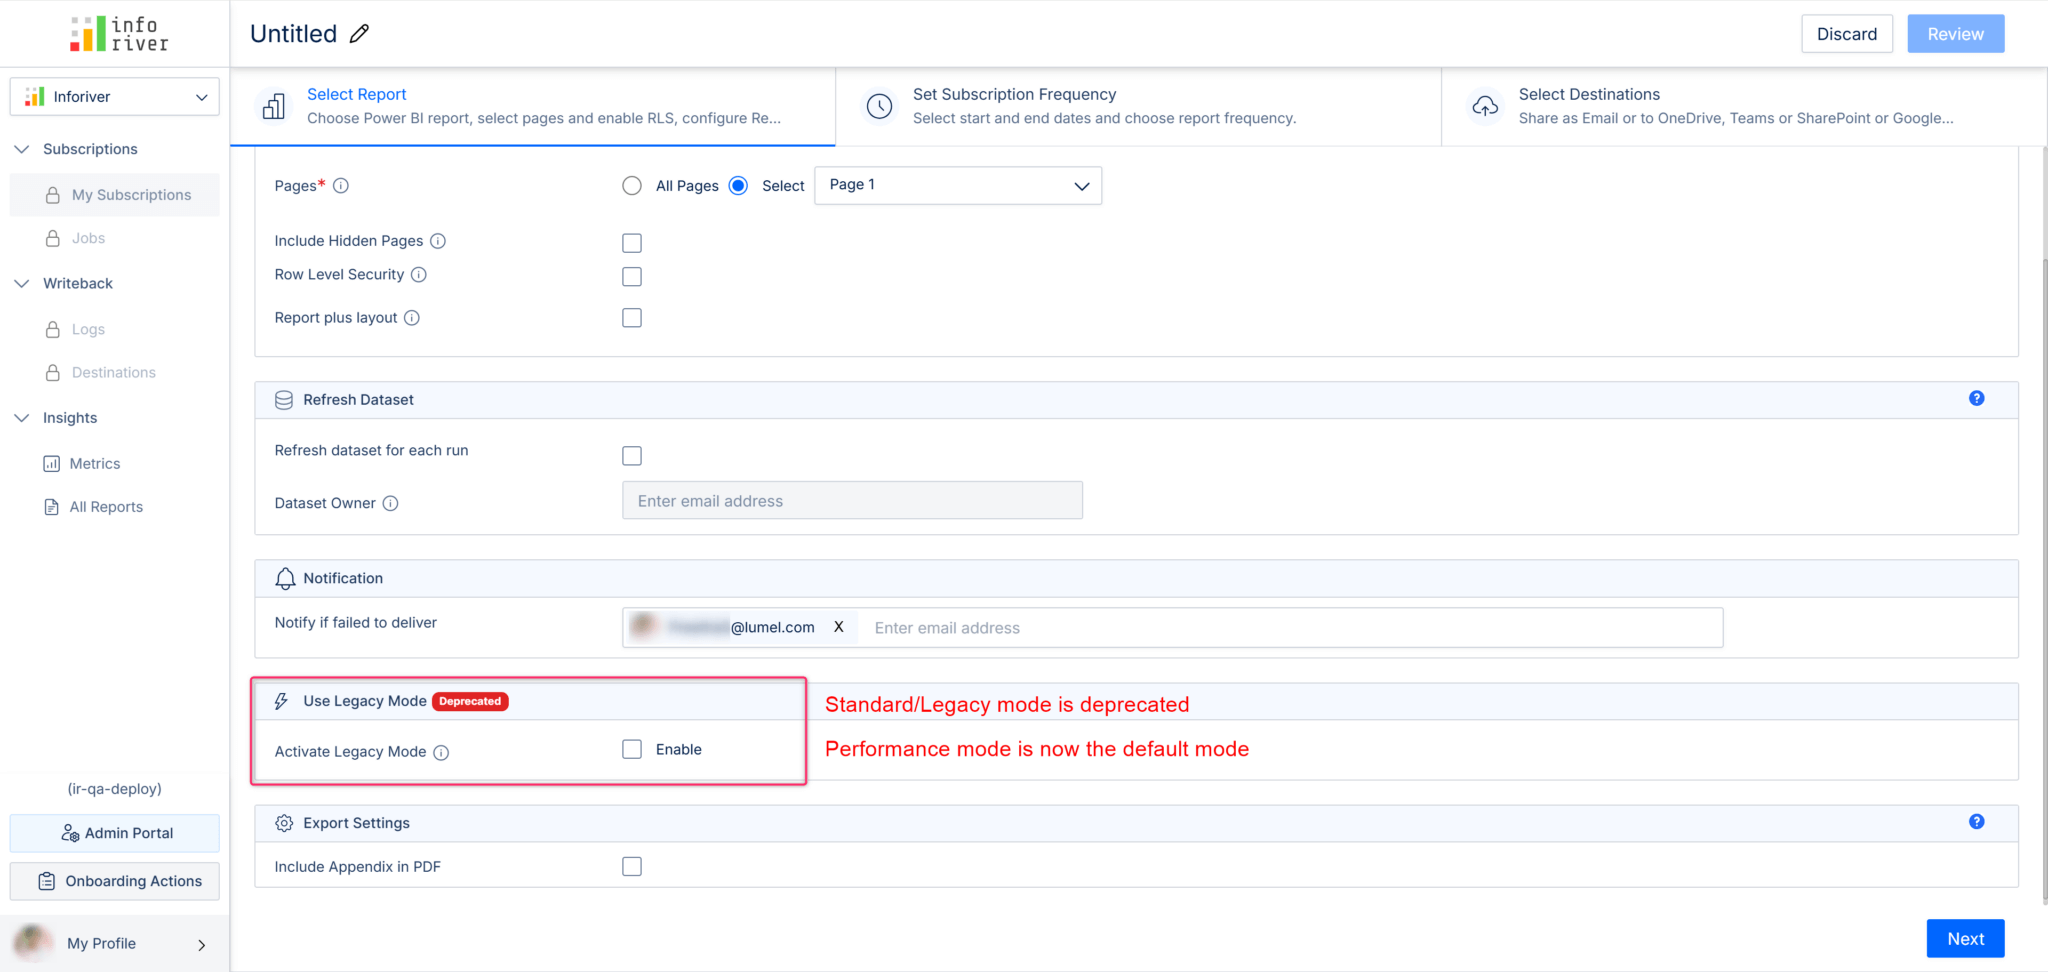 info
river
Untitled
Discard
Review
Inforiver
Select Report
Choose Power BI report, select pages and enable RLS, configure Re...
Set Subscription Frequency
Select start and end dates and choose report frequency.
Select Destinations
Share as Email or to OneDrive, Teams or SharePoint or Google...
Subscriptions
My Subscriptions
Jobs
Writeback
Logs
Destinations
Insights
Metrics
All Reports
(ir-qa-deploy)
Admin Portal
Onboarding Actions
My Profile
Pages*
All Pages
Select
Page 1
Include Hidden Pages
Row Level Security
Report plus layout
Refresh Dataset
?
Refresh dataset for each run
Dataset Owner
Enter email address
Notification
Notify if failed to deliver
@lumel.com X
Enter email address
Use Legacy Mode Deprecated
Standard/Legacy mode is deprecated
Activate Legacy Mode
Enable
Performance mode is now the default mode
Export Settings
?
Include Appendix in PDF
Next